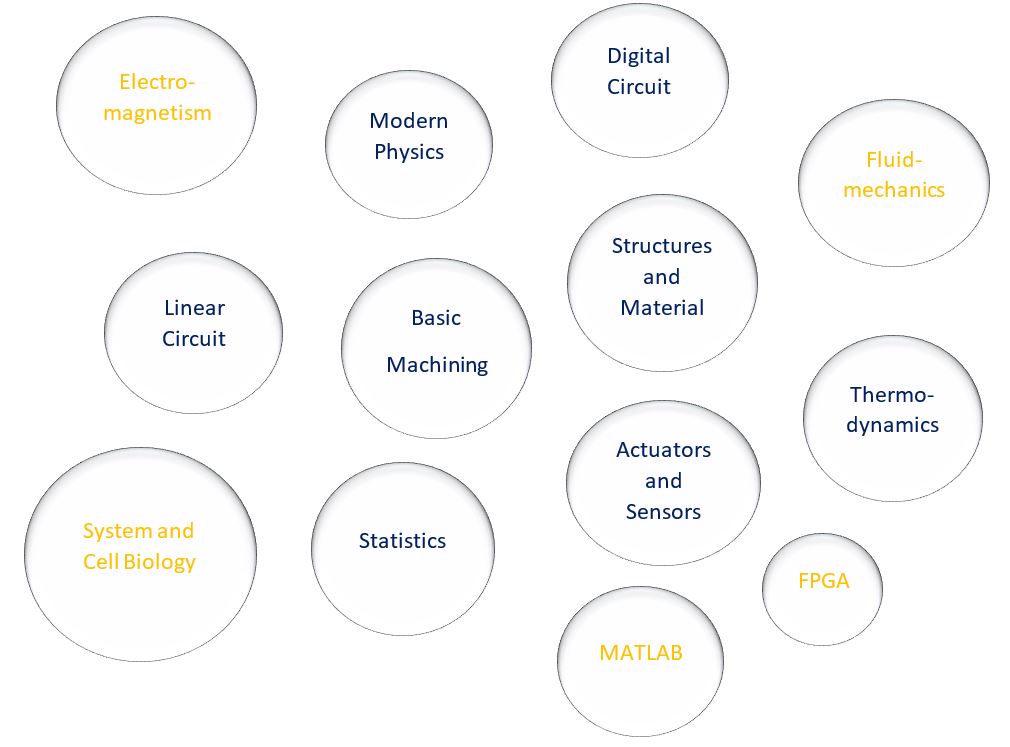 Electro-
magnetism
Modern
Physics
Digital
Circuit
Fluid-
mechanics
Linear
Circuit
Basic
Machining
Structures
and
Material
Thermo-
dynamics
System and
Cell Biology
Statistics
Actuators
and
Sensors
FPGA
MATLAB